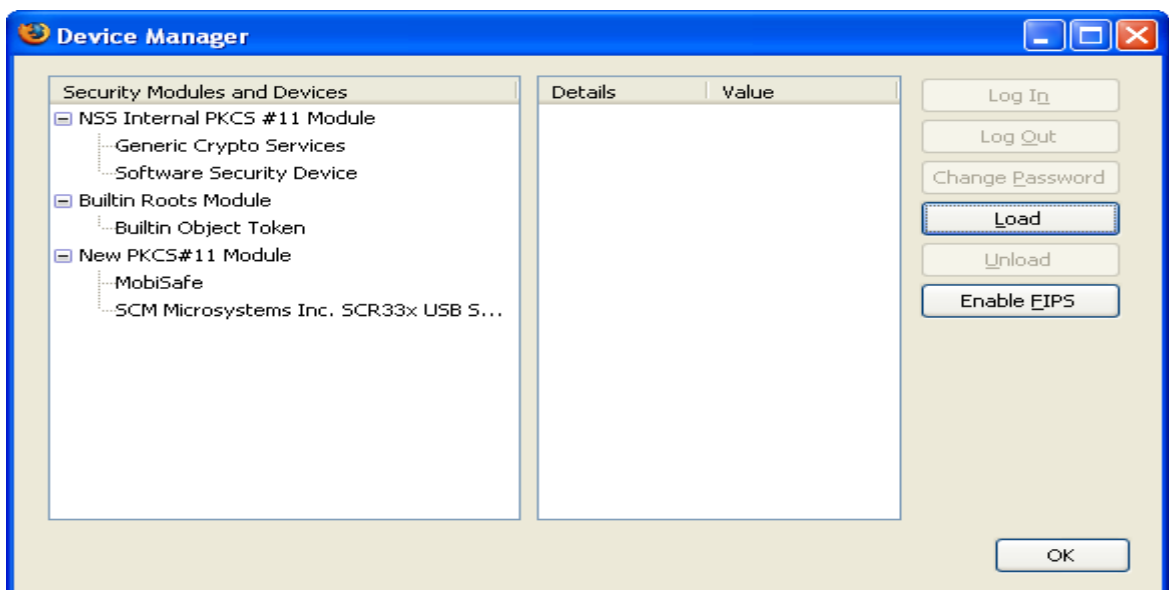 Device Manager
Security Modules and Devices
NSS Internal PKCS #11 Module
Generic Crypto Services
Software Security Device
Builtin Roots Module
Builtin Object Token
New PKCS#11 Module
MobiSafe
SCM Microsystems Inc. SCR33x USB S...
Details Value
Log In
Log Out
Change Password
Load
Unload
Enable FIPS
OK